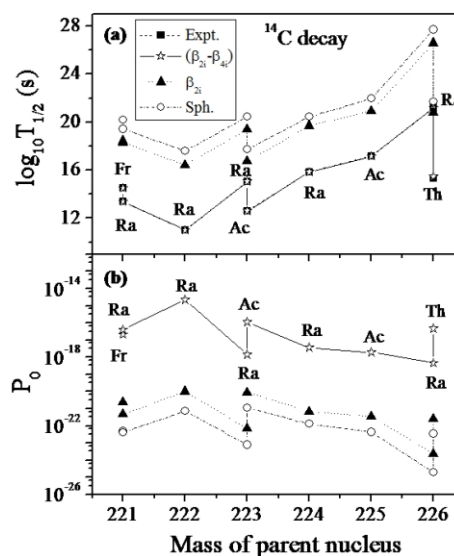 (a)
¹⁴C decay
Expt.
(β₂ᵢ-β₄ᵢ)
β₂ᵢ
Sph.
log₁₀T₁/₂ (s)
28
24
20
16
12
Fr
Ra
Ra
Ra
Ac
Ra
Ac
Ra
Th
(b)
P₀
10⁻¹⁴
10⁻¹⁸
10⁻²²
10⁻²⁶
Ra
Fr
Ra
Ac
Ra
Ra
Ac
Th
Ra
221 222 223 224 225 226
Mass of parent nucleus